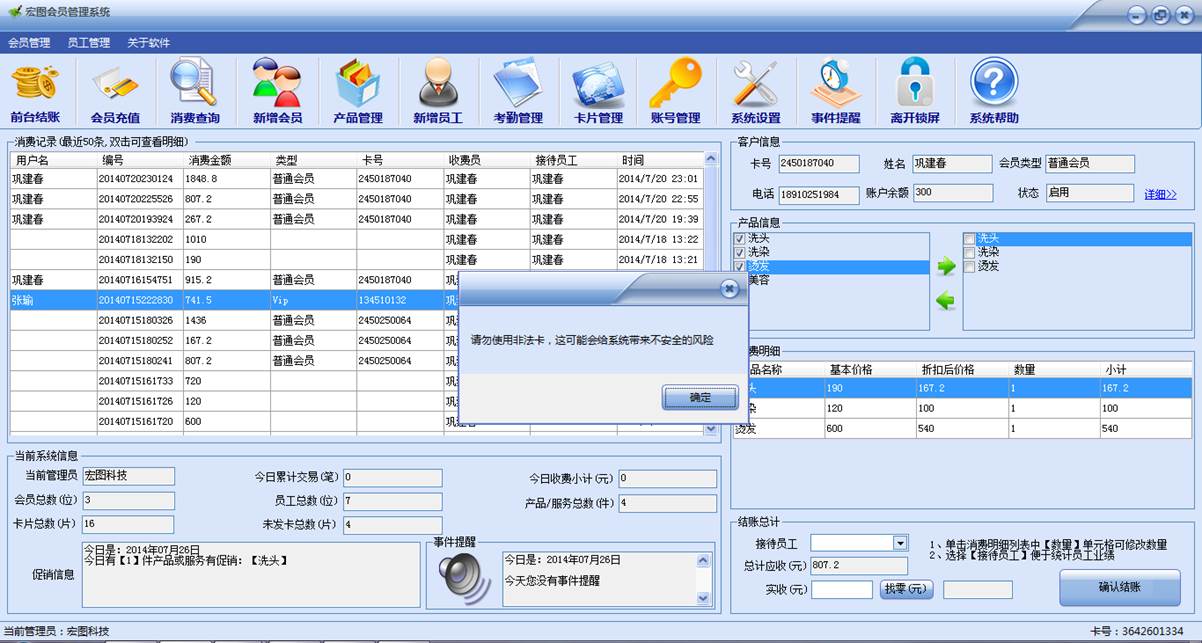 宏图会员管理系统
会员管理 员工管理 关于软件
前台结账 会员充值 消费查询 新增会员 产品管理 新增员工 考勤管理 卡片管理 账号管理 系统设置 事件提醒 离开锁屏 系统帮助
消费记录(最近50条,双击可查看明细)
用户名 编号 消费金额 类型 卡号 收费员 接待员工 时间
巩建春 20140720230124 1848.8 普通会员 2450187040 巩建春 巩建春 2014/7/20 23:01
巩建春 20140720225526 807.2 普通会员 2450187040 巩建春 巩建春 2014/7/20 22:55
巩建春 20140720193924 267.2 普通会员 2450187040 巩建春 巩建春 2014/7/20 19:39
20140718132202 1010 巩建春 巩建春 2014/7/18 13:22
20140718132150 190 巩建春 巩建春 2014/7/18 13:21
巩建春 20140716154751 915.2 普通会员 2450187040 巩
张瑜 20140715222830 741.5 Vip 134510132 巩
20140715180326 1436 普通会员 2450250064 巩
20140715180252 167.2 普通会员 2450250064 巩
20140715180241 807.2 普通会员 2450250064 巩
20140715161733 720 巩
20140715161726 120 巩
20140715161720 600 巩建春
客户信息
卡号 2450187040 姓名 巩建春 会员类型 普通会员
电话 18910251984 账户余额 300 状态 启用 详细>>
产品信息
洗头 洗头
洗染 洗染
烫发 烫发
美容
请勿使用非法卡，这可能会给系统带来不安全的风险
确定
费明细
品名称 基本价格 折扣后价格 数量 小计
头 190 167.2 1 167.2
染 120 100 1 100
烫发 600 540 1 540
当前系统信息
当前管理员 宏图科技 今日累计交易(笔) 0 今日收费小计(元) 0
会员总数(位) 3 员工总数(位) 7 产品/服务总数(件) 4
卡片总数(片) 16 未发卡总数(片) 4
促销信息
今日是：2014年07月26日
今日有【1】件产品或服务有促销：【洗头】
事件提醒
今日是：2014年07月26日
今天您没有事件提醒
结账总计
接待员工 1、单击消费明细列表中【数量】单元格可修改数量
2、选择【接待员工】便于统计员工业绩
总计应收(元) 807.2
实收(元) 找零(元) 确认结账
当前管理员：宏图科技 卡号：3642601334